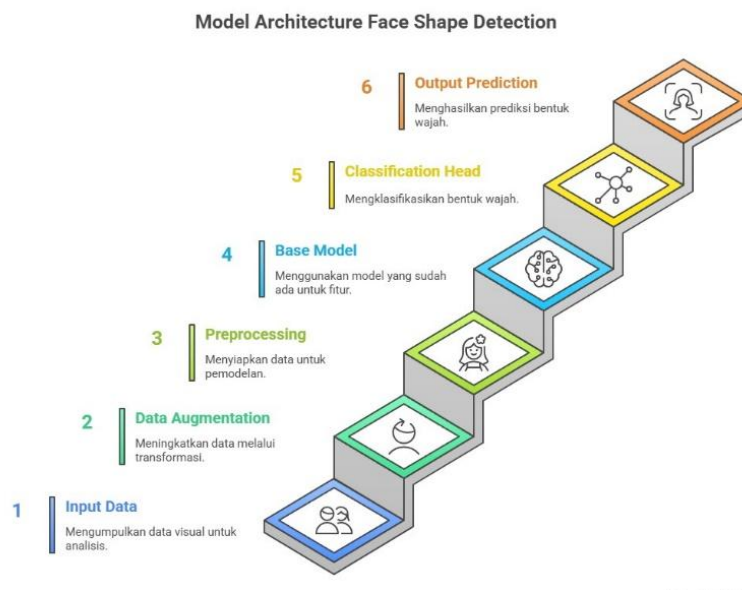 Model Architecture Face Shape Detection
6
Output Prediction
Menghasilkan prediksi bentuk
wajah.
5
Classification Head
Mengklasifikasikan bentuk wajah.
4
Base Model
Menggunakan model yang sudah
ada untuk fitur.
3
Preprocessing
Menyiapkan data untuk
pemodelan.
2
Data Augmentation
Meningkatkan data melalui
transformasi.
1
Input Data
Mengumpulkan data visual untuk
analisis.